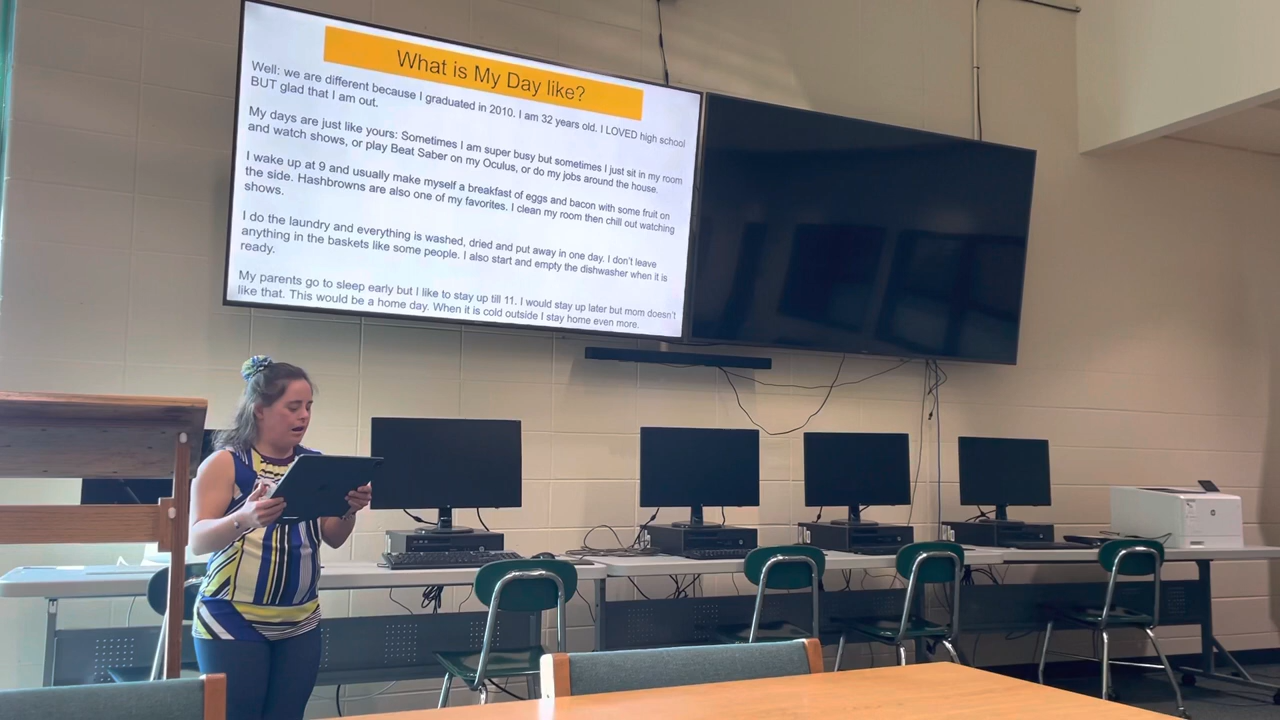 What is My Day like?
Well: we are different because I graduated in 2010. I am 32 years old. I LOVED high school
BUT glad that I am out.
My days are just like yours: Sometimes I am super busy but sometimes I just sit in my room
and watch shows, or play Beat Saber on my Oculus, or do my jobs around the house.
I wake up at 9 and usually make myself a breakfast of eggs and bacon with some fruit on
the side. Hashbrowns are also one of my favorites. I clean my room then chill out watching
shows.
I do the laundry and everything is washed, dried and put away in one day. I don't leave
anything in the baskets like some people. I also start and empty the dishwasher when it is
ready.
My parents go to sleep early but I like to stay up till 11. I would stay up later but mom doesn't
like that. This would be a home day. When it is cold outside I stay home even more.